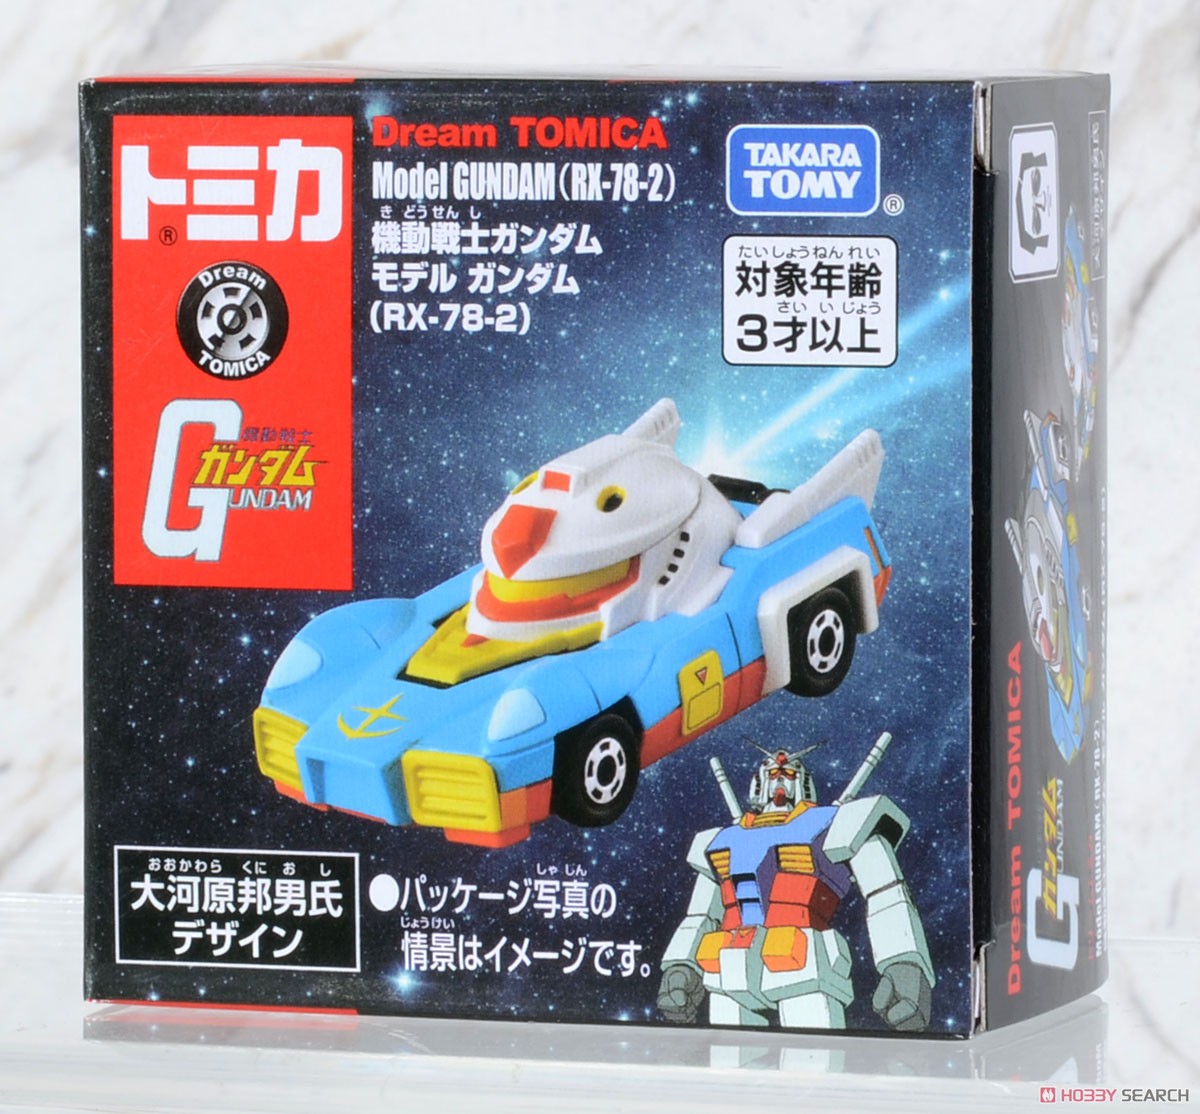 トミカ
®
Dream
TOMICA
機動戦士
ガンダム
GUNDAM
Dream TOMICA
Model GUNDAM(RX-78-2)
きどうせんし
機動戦士ガンダム
モデル ガンダム
(RX-78-2)
TAKARA
TOMY
®
たいしょうねんれい
対象年齢
さいいじょう
3才以上
おおかわら くにお し
大河原邦男氏
デザイン
しゃしん
●パッケージ写真の
じょうけい
情景はイメージです。
Dream TOMICA
ガンダム
GUNDAM
Model GUNDAM(RX-78-2)
HOBBY SEARCH